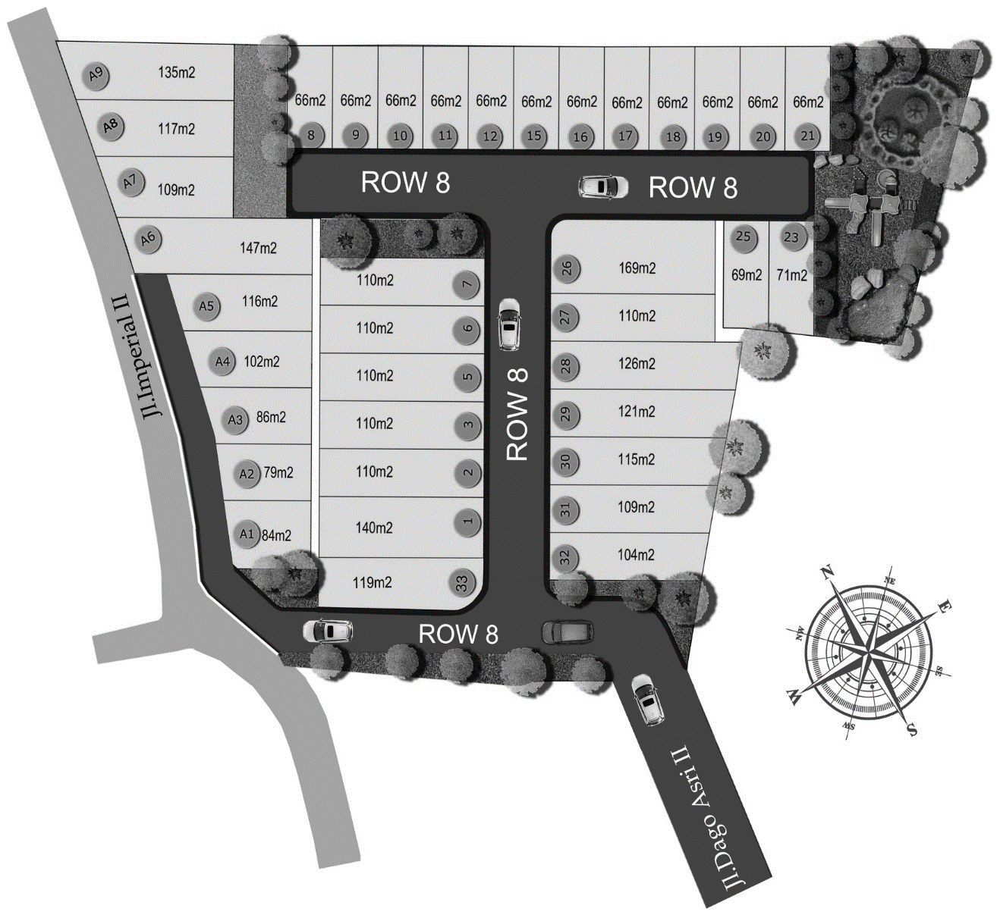 A9 135m2
A8 117m2
A7 109m2
A6 147m2
A5 116m2
A4 102m2
A3 86m2
A2 79m2
A1 84m2
66m2 66m2 66m2 66m2 66m2 66m2 66m2 66m2 66m2 66m2 66m2 66m2
8 9 10 11 12 15 16 17 18 19 20 21
ROW 8
ROW 8
110m2 7
110m2 6
110m2 5
110m2 3
110m2 2
140m2 1
119m2 33
ROW 8
26 169m2
27 110m2
28 126m2
29 121m2
30 115m2
31 109m2
32 104m2
25 23
69m2 71m2
ROW 8
Jl.Imperial II
Jl.Dago Asri II
N
NE
E
SE
S
SW
W
NW